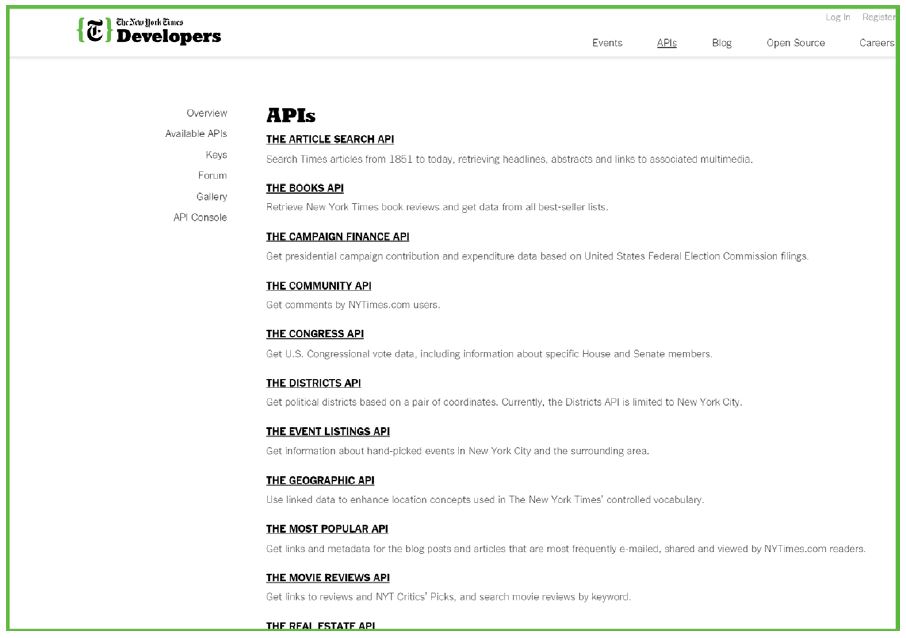 Log In Register
The New York Times
Developers
Events APIs Blog Open Source Careers
Overview
Available APIs
Keys
Forum
Gallery
API Console
APIs
THE ARTICLE SEARCH API
Search Times articles from 1851 to today, retrieving headlines, abstracts and links to associated multimedia.
THE BOOKS API
Retrieve New York Times book reviews and get data from all best-seller lists.
THE CAMPAIGN FINANCE API
Get presidential campaign contribution and expenditure data based on United States Federal Election Commission filings.
THE COMMUNITY API
Get comments by NYTimes.com users.
THE CONGRESS API
Get U.S. Congressional vote data, including information about specific House and Senate members.
THE DISTRICTS API
Get political districts based on a pair of coordinates. Currently, the Districts API is limited to New York City.
THE EVENT LISTINGS API
Get information about hand-picked events in New York City and the surrounding area.
THE GEOGRAPHIC API
Use linked data to enhance location concepts used in The New York Times' controlled vocabulary.
THE MOST POPULAR API
Get links and metadata for the blog posts and articles that are most frequently e-mailed, shared and viewed by NYTimes.com readers.
THE MOVIE REVIEWS API
Get links to reviews and NYT Critics' Picks, and search movie reviews by keyword.
THE REAL ESTATE API